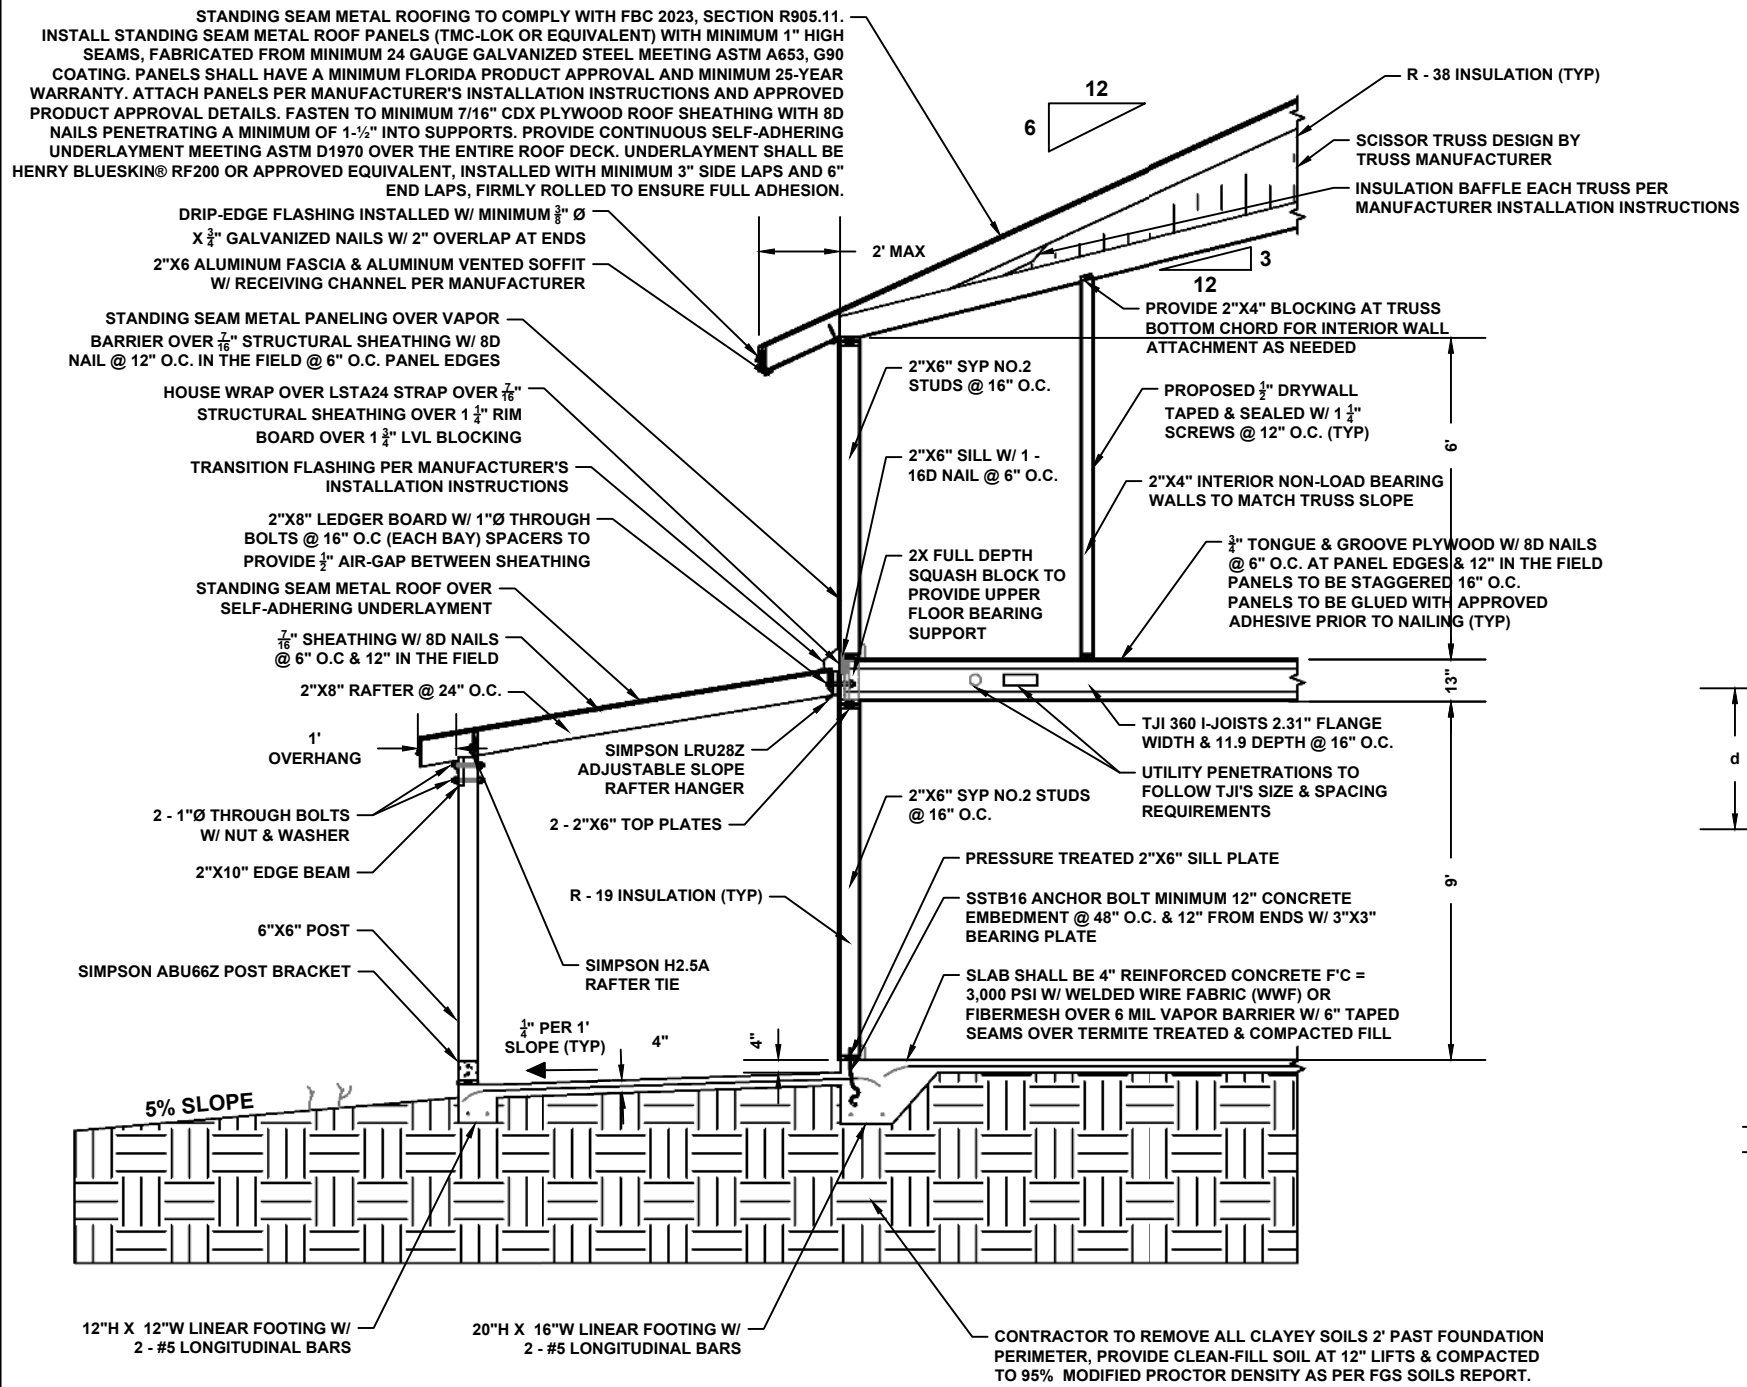 STANDING SEAM METAL ROOFING TO COMPLY WITH FBC 2023, SECTION R905.11.
INSTALL STANDING SEAM METAL ROOF PANELS (TMC-LOK OR EQUIVALENT) WITH MINIMUM 1" HIGH
SEAMS, FABRICATED FROM MINIMUM 24 GAUGE GALVANIZED STEEL MEETING ASTM A653, G90
COATING. PANELS SHALL HAVE A MINIMUM FLORIDA PRODUCT APPROVAL AND MINIMUM 25-YEAR
WARRANTY. ATTACH PANELS PER MANUFACTURER'S INSTALLATION INSTRUCTIONS AND APPROVED
PRODUCT APPROVAL DETAILS. FASTEN TO MINIMUM 7/16" CDX PLYWOOD ROOF SHEATHING WITH 8D
NAILS PENETRATING A MINIMUM OF 1-½" INTO SUPPORTS. PROVIDE CONTINUOUS SELF-ADHERING
UNDERLAYMENT MEETING ASTM D1970 OVER THE ENTIRE ROOF DECK. UNDERLAYMENT SHALL BE
HENRY BLUESKIN® RF200 OR APPROVED EQUIVALENT, INSTALLED WITH MINIMUM 3" SIDE LAPS AND 6"
END LAPS, FIRMLY ROLLED TO ENSURE FULL ADHESION.
DRIP-EDGE FLASHING INSTALLED W/ MINIMUM 3/8" Ø
X 3/4" GALVANIZED NAILS W/ 2" OVERLAP AT ENDS
2"X6 ALUMINUM FASCIA & ALUMINUM VENTED SOFFIT
W/ RECEIVING CHANNEL PER MANUFACTURER
STANDING SEAM METAL PANELING OVER VAPOR
BARRIER OVER 7/16" STRUCTURAL SHEATHING W/ 8D
NAIL @ 12" O.C. IN THE FIELD @ 6" O.C. PANEL EDGES
HOUSE WRAP OVER LSTA24 STRAP OVER 7/16"
STRUCTURAL SHEATHING OVER 1 1/4" RIM
BOARD OVER 1 3/4" LVL BLOCKING
TRANSITION FLASHING PER MANUFACTURER'S
INSTALLATION INSTRUCTIONS
2"X8" LEDGER BOARD W/ 1"Ø THROUGH
BOLTS @ 16" O.C (EACH BAY) SPACERS TO
PROVIDE 1/2" AIR-GAP BETWEEN SHEATHING
STANDING SEAM METAL ROOF OVER
SELF-ADHERING UNDERLAYMENT
7/16" SHEATHING W/ 8D NAILS
@ 6" O.C & 12" IN THE FIELD
2"X8" RAFTER @ 24" O.C.
1'
OVERHANG
2 - 1"Ø THROUGH BOLTS
W/ NUT & WASHER
2"X10" EDGE BEAM
6"X6" POST
SIMPSON ABU66Z POST BRACKET
5% SLOPE
12"H X 12"W LINEAR FOOTING W/
2 - #5 LONGITUDINAL BARS
20"H X 16"W LINEAR FOOTING W/
2 - #5 LONGITUDINAL BARS
SIMPSON LRU28Z
ADJUSTABLE SLOPE
RAFTER HANGER
2 - 2"X6" TOP PLATES
R - 19 INSULATION (TYP)
SIMPSON H2.5A
RAFTER TIE
1/4" PER 1'
SLOPE (TYP)
4"
4"
2' MAX
12
6
12
3
R - 38 INSULATION (TYP)
SCISSOR TRUSS DESIGN BY
TRUSS MANUFACTURER
INSULATION BAFFLE EACH TRUSS PER
MANUFACTURER INSTALLATION INSTRUCTIONS
PROVIDE 2"X4" BLOCKING AT TRUSS
BOTTOM CHORD FOR INTERIOR WALL
ATTACHMENT AS NEEDED
2"X6" SYP NO.2
STUDS @ 16" O.C.
PROPOSED 1/2" DRYWALL
TAPED & SEALED W/ 1 1/4"
SCREWS @ 12" O.C. (TYP)
2"X6" SILL W/ 1 -
16D NAIL @ 6" O.C.
2"X4" INTERIOR NON-LOAD BEARING
WALLS TO MATCH TRUSS SLOPE
2X FULL DEPTH
SQUASH BLOCK TO
PROVIDE UPPER
FLOOR BEARING
SUPPORT
3/4" TONGUE & GROOVE PLYWOOD W/ 8D NAILS
@ 6" O.C. AT PANEL EDGES & 12" IN THE FIELD
PANELS TO BE STAGGERED 16" O.C.
PANELS TO BE GLUED WITH APPROVED
ADHESIVE PRIOR TO NAILING (TYP)
6'
13"
9'
d
TJI 360 I-JOISTS 2.31" FLANGE
WIDTH & 11.9 DEPTH @ 16" O.C.
UTILITY PENETRATIONS TO
FOLLOW TJI'S SIZE & SPACING
REQUIREMENTS
2"X6" SYP NO.2 STUDS
@ 16" O.C.
PRESSURE TREATED 2"X6" SILL PLATE
SSTB16 ANCHOR BOLT MINIMUM 12" CONCRETE
EMBEDMENT @ 48" O.C. & 12" FROM ENDS W/ 3"X3"
BEARING PLATE
SLAB SHALL BE 4" REINFORCED CONCRETE F'C =
3,000 PSI W/ WELDED WIRE FABRIC (WWF) OR
FIBERMESH OVER 6 MIL VAPOR BARRIER W/ 6" TAPED
SEAMS OVER TERMITE TREATED & COMPACTED FILL
CONTRACTOR TO REMOVE ALL CLAYEY SOILS 2' PAST FOUNDATION
PERIMETER, PROVIDE CLEAN-FILL SOIL AT 12" LIFTS & COMPACTED
TO 95% MODIFIED PROCTOR DENSITY AS PER FGS SOILS REPORT.